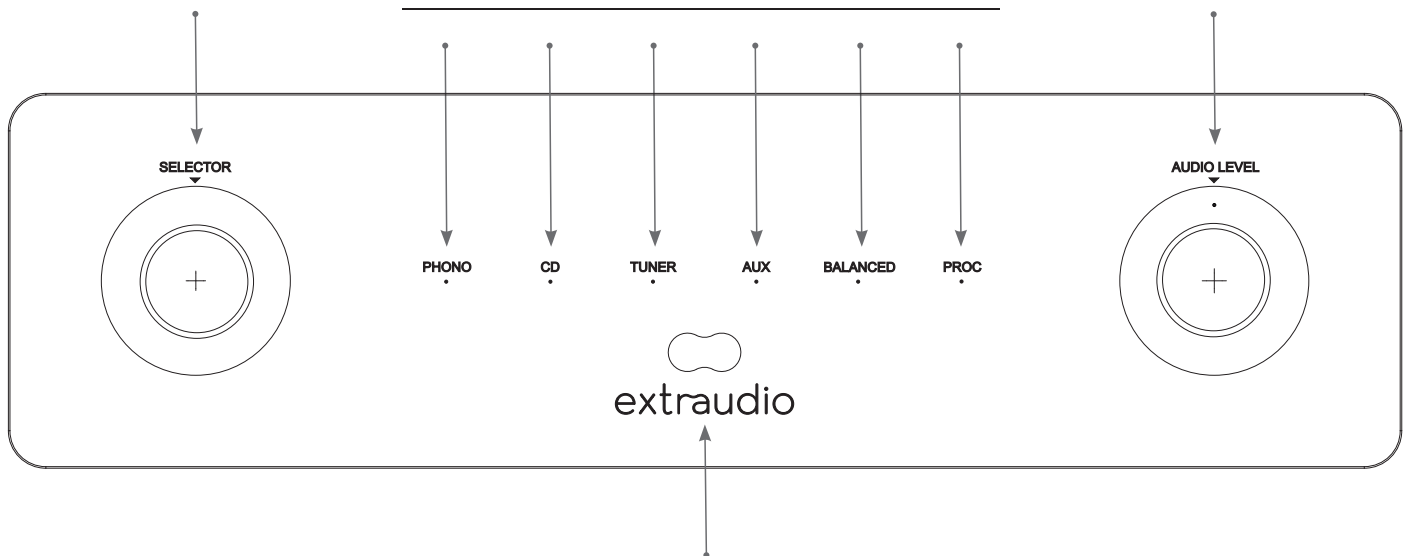 SELECTOR
AUDIO LEVEL
PHONO CD TUNER AUX BALANCED PROC
extraudio